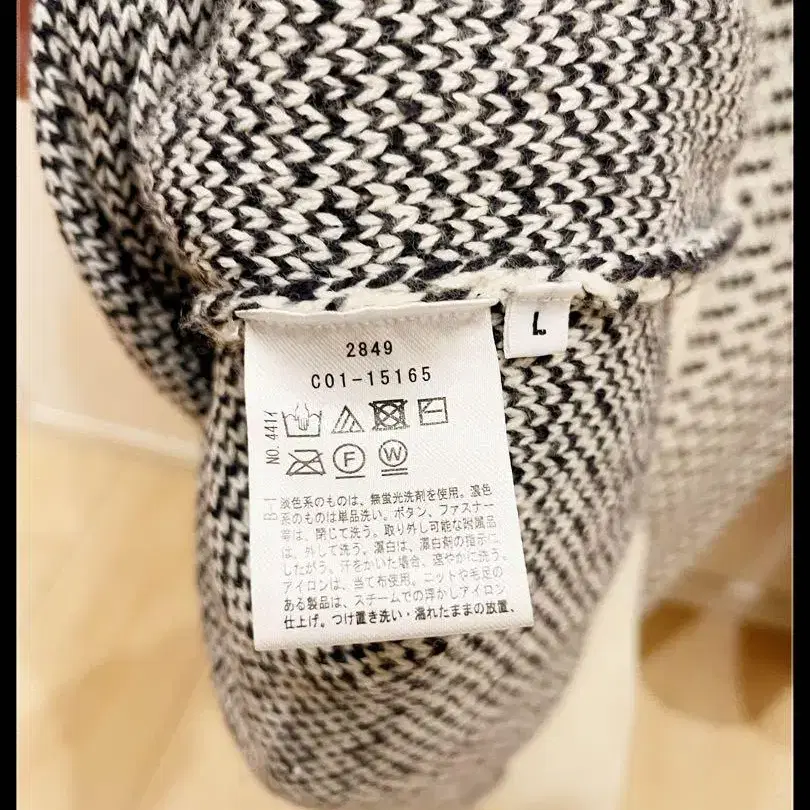 2849
C01-15165
L
NO.441イ
F
W
B-1
淡色系のものは、無蛍光洗剤を使用。濃色
系のものは単品洗い。ボタン、ファスナー
等は、閉じて洗う。取り外し可能な附属品
は、外して洗う。漂白は、漂白剤の指示に
したがう。汗をかいた場合、速やかに洗う。
アイロンは、当て布使用。ニットや毛足の
ある製品は、スチームでの浮かしアイロン
仕上げ。つけ置き洗い・濡れたままの放置、